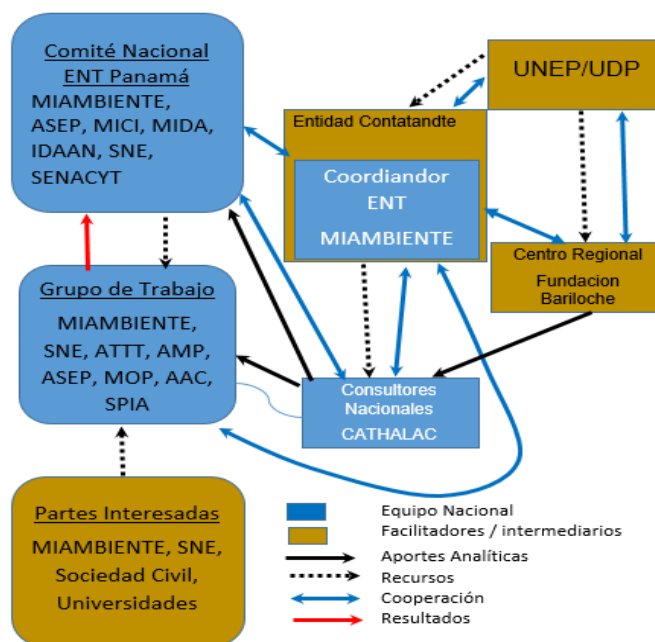 Comité Nacional
ENT Panamá
MIAMBIENTE,
ASEP, MICI, MIDA,
IDAAN, SNE,
SENACYT
UNEP/UDP
Entidad Contatandte
Coordiandor
ENT
MIAMBIENTE
Centro Regional
Fundacion
Bariloche
Grupo de Trabajo
MIAMBIENTE,
SNE, ATTT, AMP,
ASEP, MOP, AAC,
SPIA
Consultores
Nacionales
CATHALAC
Partes Interesadas
MIAMBIENTE, SNE,
Sociedad Civil,
Universidades
Equipo Nacional
Facilitadores / intermediarios
Aportes Analíticas
Recursos
Cooperación
Resultados